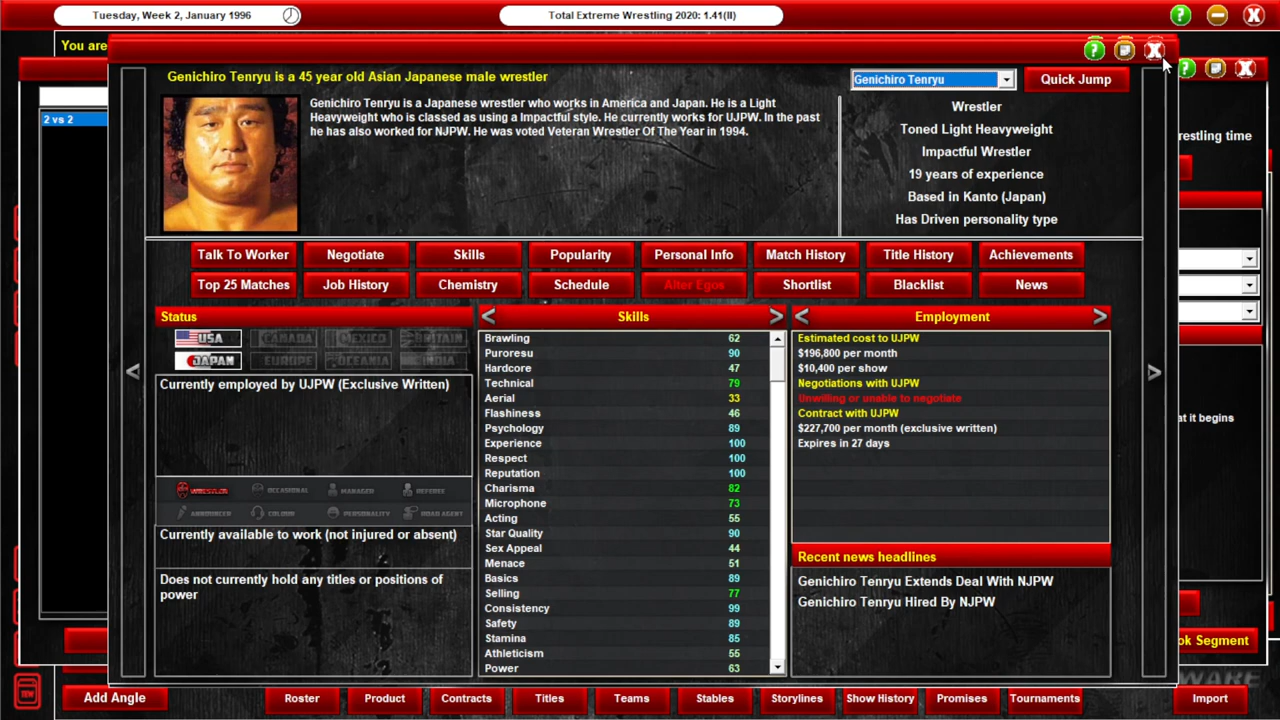 Tuesday, Week 2, January 1996
Total Extreme Wrestling 2020: 1.41(II)
You are
Genichiro Tenryu is a 45 year old Asian Japanese male wrestler
Genichiro Tenryu
Quick Jump
Genichiro Tenryu is a Japanese wrestler who works in America and Japan. He is a Light
Heavyweight who is classed as using a Impactful style. He currently works for UJPW. In the past
he has also worked for NJPW. He was voted Veteran Wrestler Of The Year in 1994.
Wrestler
Toned Light Heavyweight
Impactful Wrestler
19 years of experience
Based in Kanto (Japan)
Has Driven personality type
2 vs 2
restling time
Talk To Worker
Negotiate
Skills
Popularity
Personal Info
Match History
Title History
Achievements
Top 25 Matches
Job History
Chemistry
Schedule
Alter Egos
Shortlist
Blacklist
News
Status
USA
CANADA
MEXICO
BRITAIN
JAPAN
EUROPE
OCEANIA
INDIA
Currently employed by UJPW (Exclusive Written)
WRESTLER
OCCASIONAL
MANAGER
REFEREE
ANNOUNCER
COLOUR
PERSONALITY
ROAD AGENT
Currently available to work (not injured or absent)
Does not currently hold any titles or positions of
power
< Skills >
Brawling 62
Puroresu 90
Hardcore 47
Technical 79
Aerial 33
Flashiness 46
Psychology 89
Experience 100
Respect 100
Reputation 100
Charisma 82
Microphone 73
Acting 55
Star Quality 90
Sex Appeal 44
Menace 51
Basics 89
Selling 77
Consistency 99
Safety 89
Stamina 85
Athleticism 55
Power 63
< Employment >
Estimated cost to UJPW
$196,800 per month
$10,400 per show
Negotiations with UJPW
Unwilling or unable to negotiate
Contract with UJPW
$227,700 per month (exclusive written)
Expires in 27 days
Recent news headlines
Genichiro Tenryu Extends Deal With NJPW
Genichiro Tenryu Hired By NJPW
at it begins
ok Segment
Add Angle
Roster
Product
Contracts
Titles
Teams
Stables
Storylines
Show History
Promises
Tournaments
Import
WARE